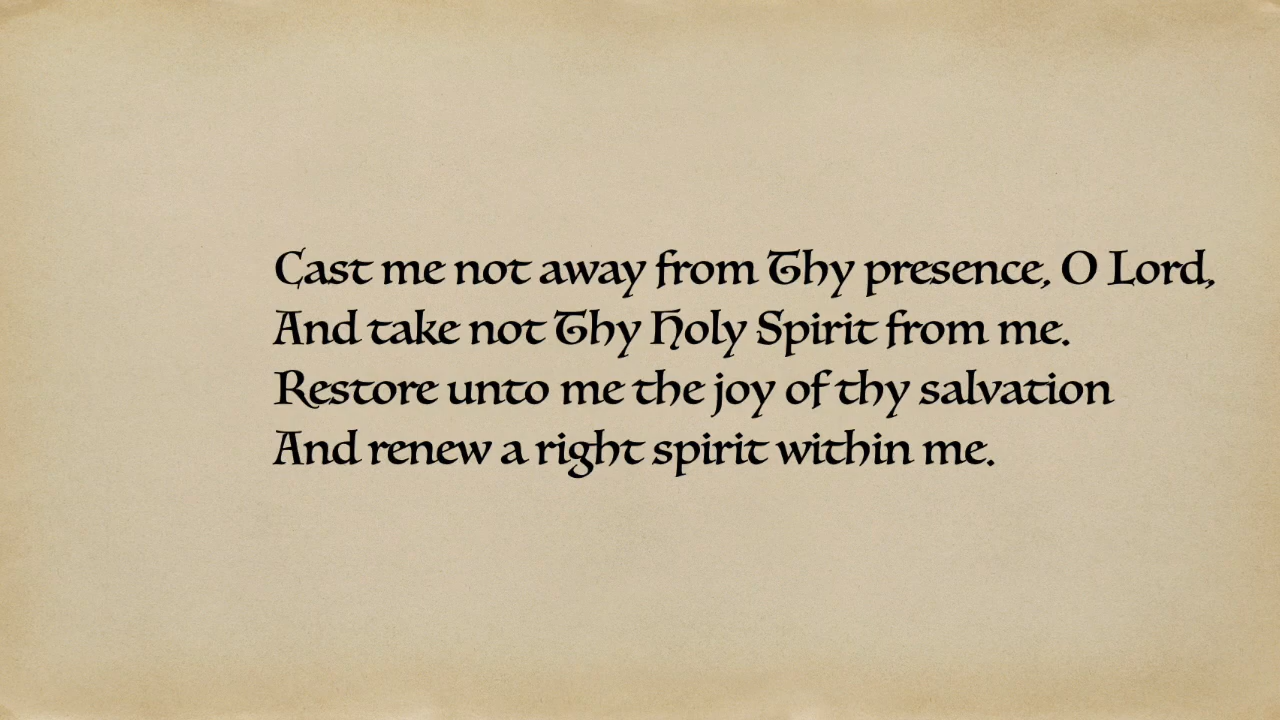 Cast me not away from Thy presence, O Lord,
And take not Thy Holy Spirit from me.
Restore unto me the joy of thy salvation
And renew a right spirit within me.